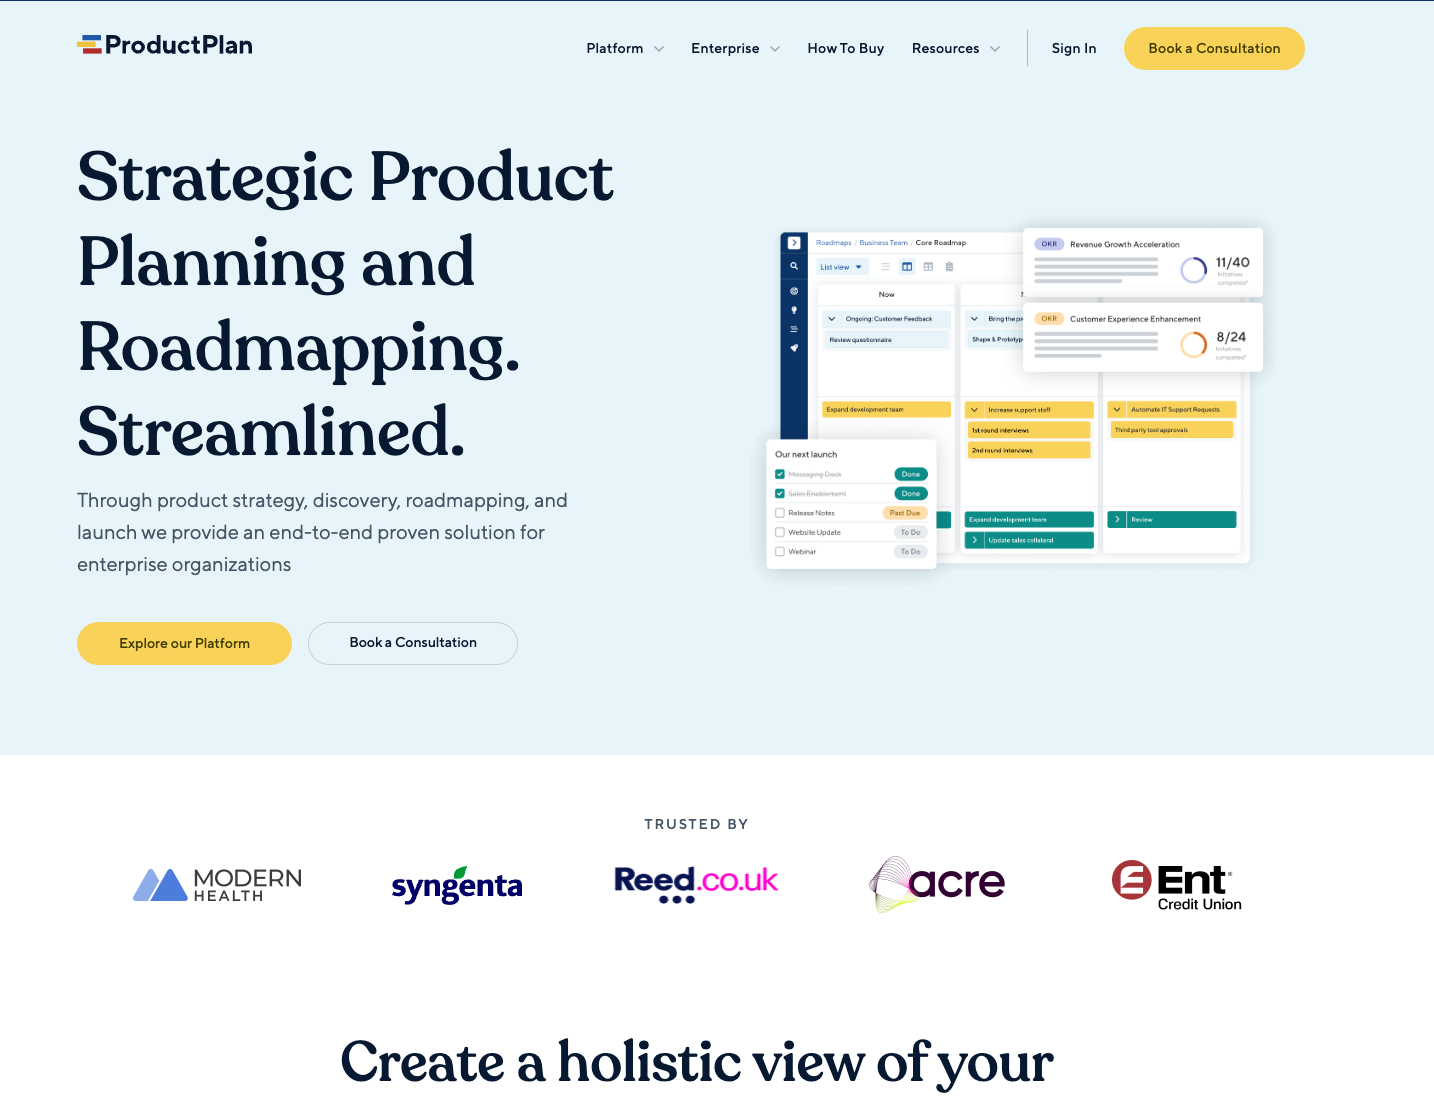 ProductPlan
Platform
Enterprise
How To Buy
Resources
Sign In
Book a Consultation
Strategic Product
Planning and
Roadmapping.
Streamlined.
Through product strategy, discovery, roadmapping, and
launch we provide an end-to-end proven solution for
enterprise organizations
Explore our Platform
Book a Consultation
Roadmaps / Business Team / Core Roadmap
List view
Now
Ongoing: Customer Feedback
Review questionnaire
Bring the
Shape & Prototype
OKR
Revenue Growth Acceleration
11/40
Initiatives
completed*
OKR
Customer Experience Enhancement
8/24
Initiatives
completed*
Expand development team
Increase support staff
1st round interviews
2nd round interviews
Automate IT Support Requests
Third party tool approvals
Our next launch
Messaging Deck
Done
Sales Enablement
Done
Release Notes
Past Due
Website Update
To Do
Webinar
To Do
Expand development team
Update sales collateral
Review
TRUSTED BY
MODERN
HEALTH
syngenta
Reed.co.uk
acre
Ent®
Credit Union
Create a holistic view of your